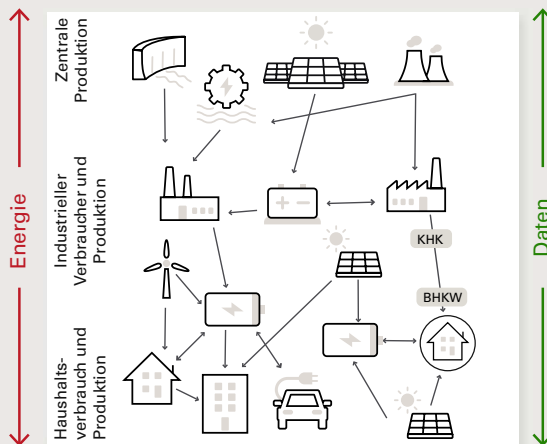 Energie
Zentrale
Produktion
Industrieller
Verbraucher und
Produktion
Haushalts-
verbrauch und
Produktion
KHK
BHKW
Daten